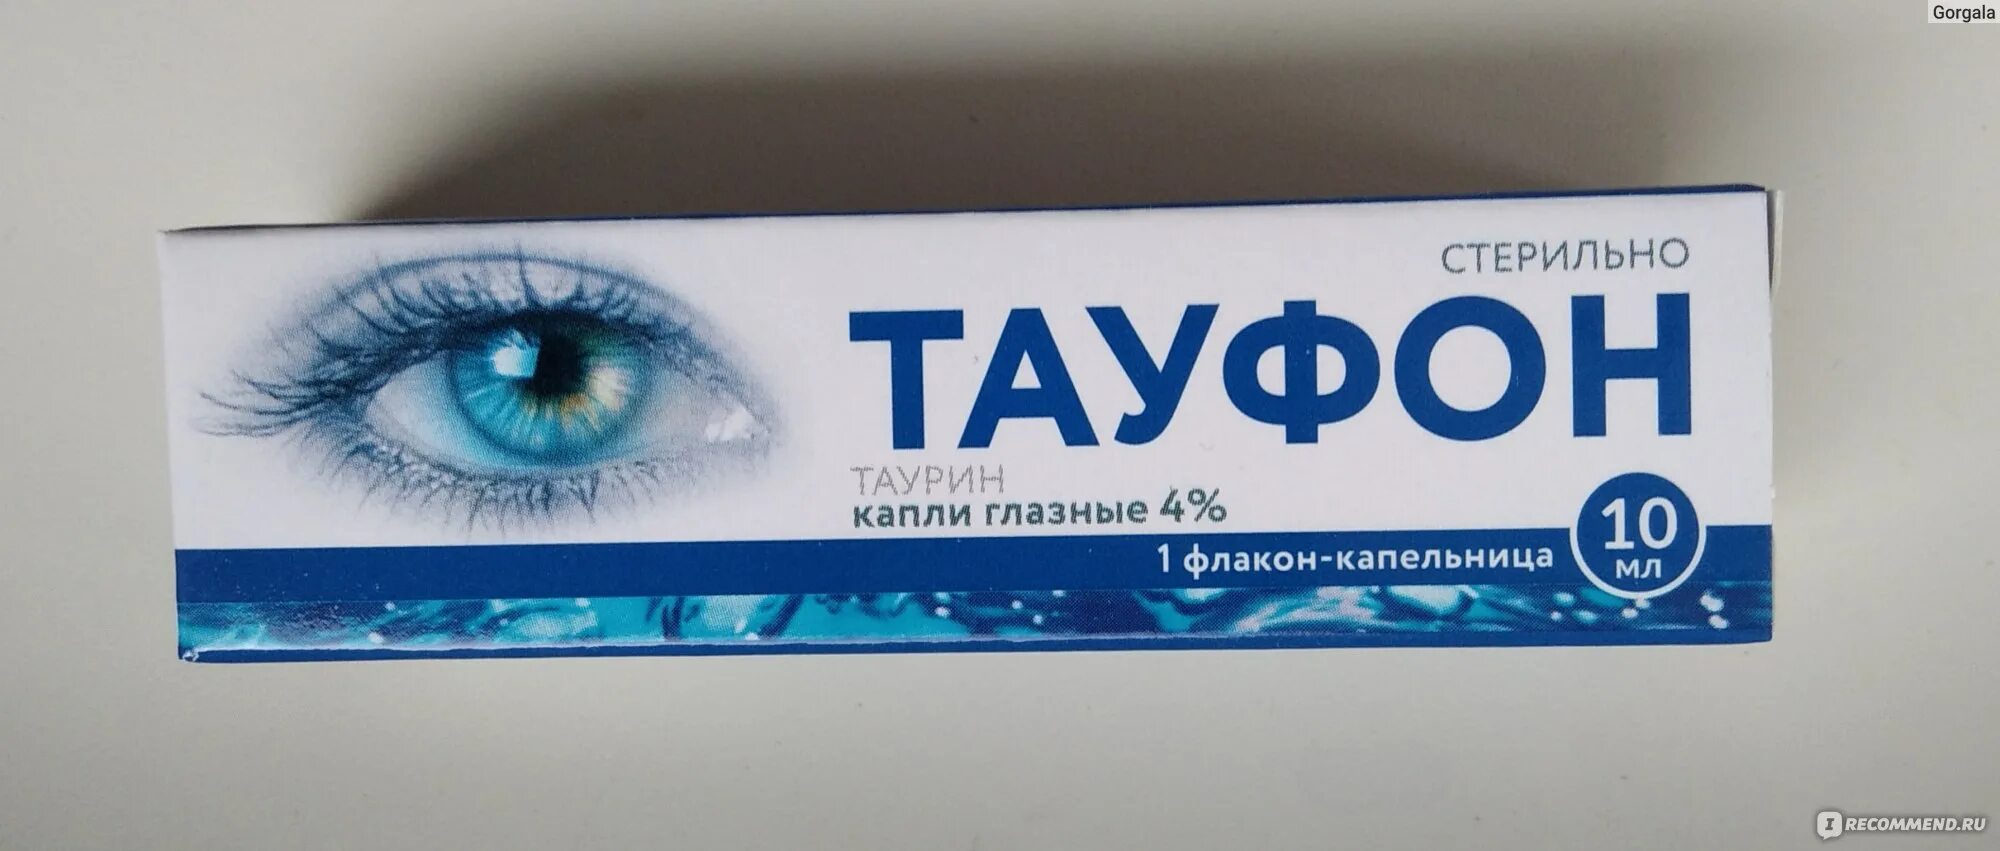 Gorgala
СТЕРИЛЬНО
ТАУФОН
ТАУРИН
капли глазные 4%
1 флакон-капельница
10
мл
I RECOMMEND.RU